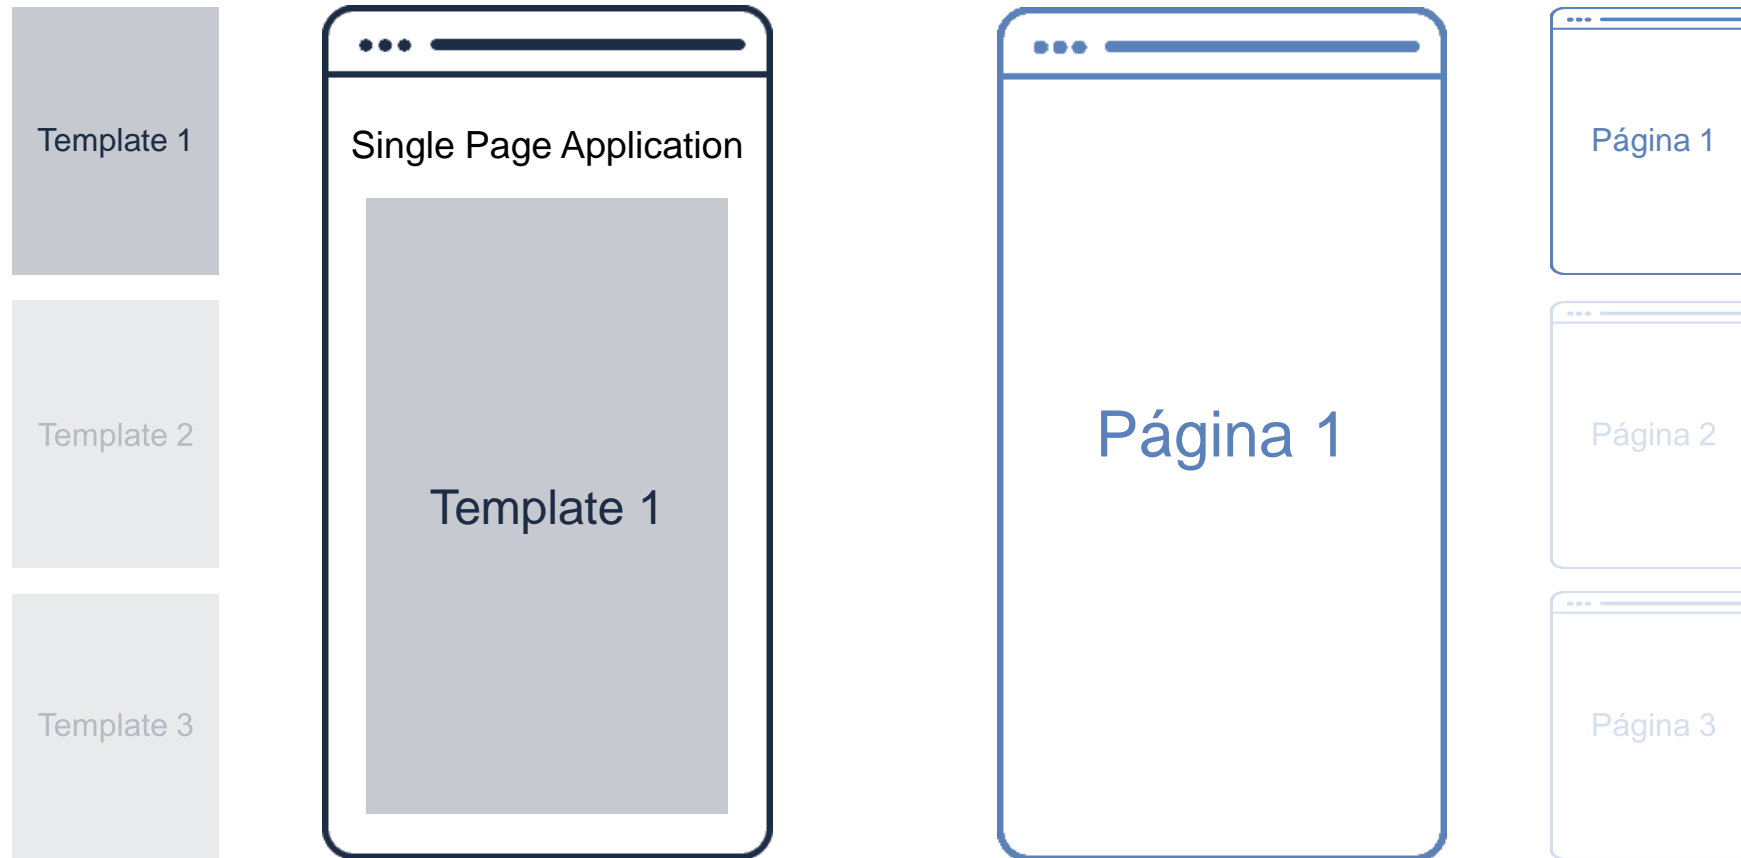 Template 1
Template 2
Template 3
Single Page Application
Template 1
Página 1
Página 1
Página 2
Página 3